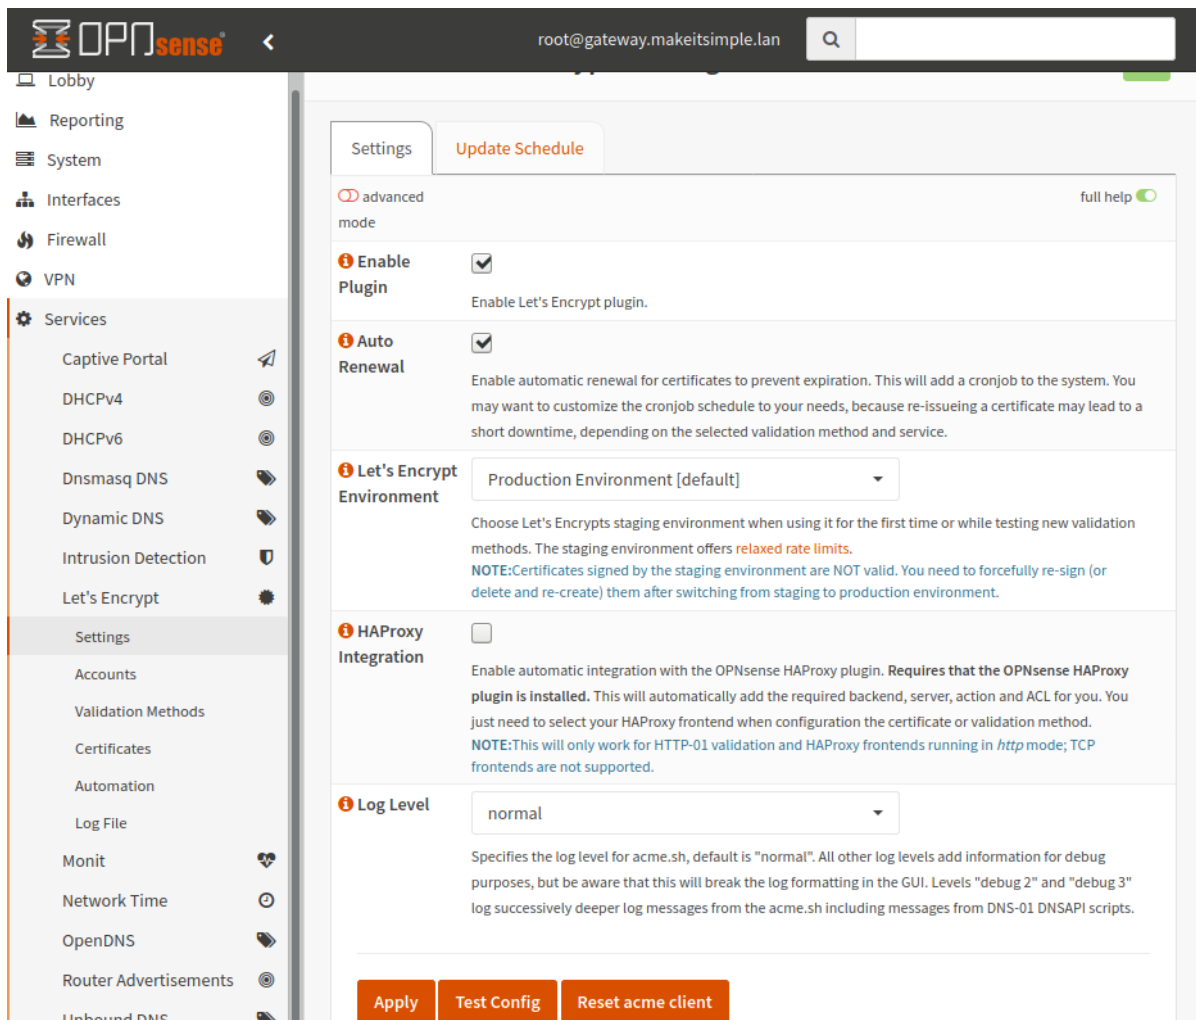 OPNsense
root@gateway.makeitsimple.lan
Lobby
Reporting
System
Interfaces
Firewall
VPN
Services
Captive Portal
DHCPv4
DHCPv6
Dnsmasq DNS
Dynamic DNS
Intrusion Detection
Let's Encrypt
Settings
Accounts
Validation Methods
Certificates
Automation
Log File
Monit
Network Time
OpenDNS
Router Advertisements
Unbound DNS
Settings
Update Schedule
advanced
mode
full help
Enable
Plugin
Enable Let's Encrypt plugin.
Auto
Renewal
Enable automatic renewal for certificates to prevent expiration. This will add a cronjob to the system. You
may want to customize the cronjob schedule to your needs, because re-issueing a certificate may lead to a
short downtime, depending on the selected validation method and service.
Let's Encrypt
Environment
Production Environment [default]
Choose Let's Encrypts staging environment when using it for the first time or while testing new validation
methods. The staging environment offers relaxed rate limits.
NOTE:Certificates signed by the staging environment are NOT valid. You need to forcefully re-sign (or
delete and re-create) them after switching from staging to production environment.
HAProxy
Integration
Enable automatic integration with the OPNsense HAProxy plugin. Requires that the OPNsense HAProxy
plugin is installed. This will automatically add the required backend, server, action and ACL for you. You
just need to select your HAProxy frontend when configuration the certificate or validation method.
NOTE:This will only work for HTTP-01 validation and HAProxy frontends running in http mode; TCP
frontends are not supported.
Log Level
normal
Specifies the log level for acme.sh, default is "normal". All other log levels add information for debug
purposes, but be aware that this will break the log formatting in the GUI. Levels "debug 2" and "debug 3"
log successively deeper log messages from the acme.sh including messages from DNS-01 DNSAPI scripts.
Apply
Test Config
Reset acme client